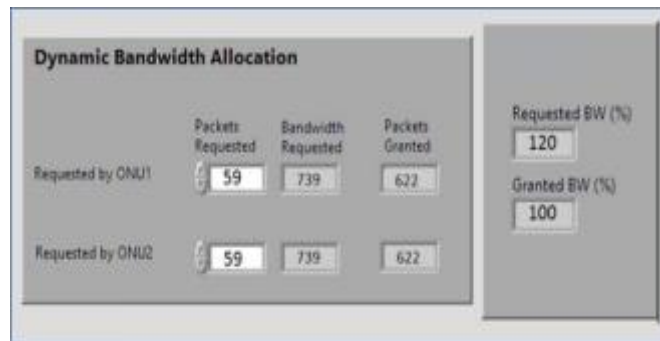 Dynamic Bandwidth Allocation
Packets Requested
Bandwidth Requested
Packets Granted
Requested by ONU1
59
739
622
Requested by ONU2
59
739
622
Requested BW (%)
120
Granted BW (%)
100